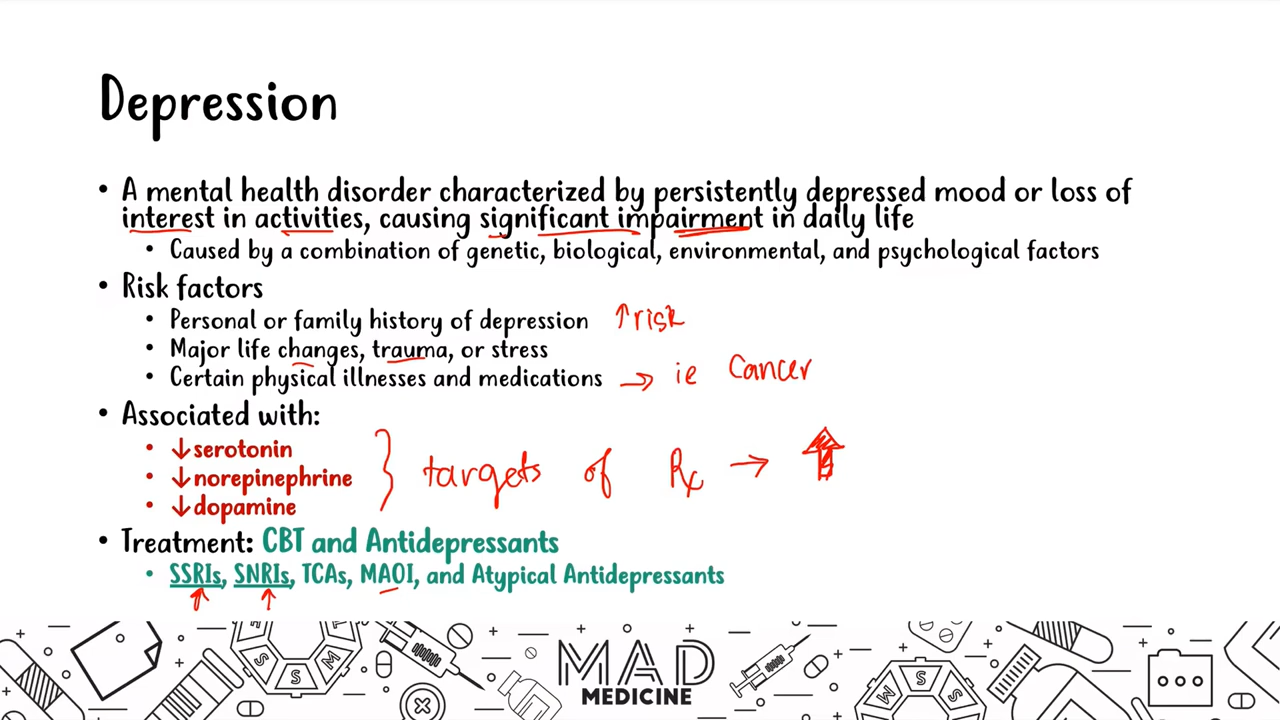 Depression
• A mental health disorder characterized by persistently depressed mood or loss of
interest in activities, causing significant impairment in daily life
• Caused by a combination of genetic, biological, environmental, and psychological factors
• Risk factors
• Personal or family history of depression ↑risk
• Major life changes, trauma, or stress
• Certain physical illnesses and medications → ie Cancer
• Associated with:
• ↓serotonin
• ↓norepinephrine } targets of Rx → ↑
• ↓dopamine
• Treatment: CBT and Antidepressants
• SSRIs, SNRIs, TCAs, MAOI, and Atypical Antidepressants
S S M
M S S
MAD
MEDICINE